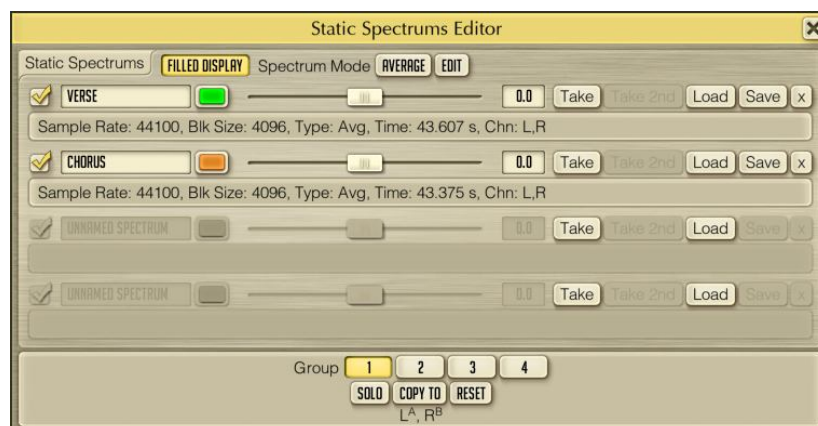 Static Spectrums Editor
Static Spectrums FILLED DISPLAY Spectrum Mode AVERAGE EDIT
VERSE 0.0 Take Take 2nd Load Save x
Sample Rate: 44100, Blk Size: 4096, Type: Avg, Time: 43.607 s, Chn: L,R
CHORUS 0.0 Take Take 2nd Load Save x
Sample Rate: 44100, Blk Size: 4096, Type: Avg, Time: 43.375 s, Chn: L,R
UNNAMED SPECTRUM 0.0 Take Take 2nd Load Save x
UNNAMED SPECTRUM 0.0 Take Take 2nd Load Save x
Group 1 2 3 4
SOLO COPY TO RESET
Lᴬ, Rᴮ